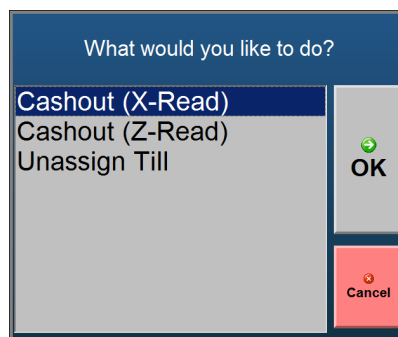 What would you like to do?
Cashout (X-Read)
Cashout (Z-Read)
Unassign Till
OK
Cancel